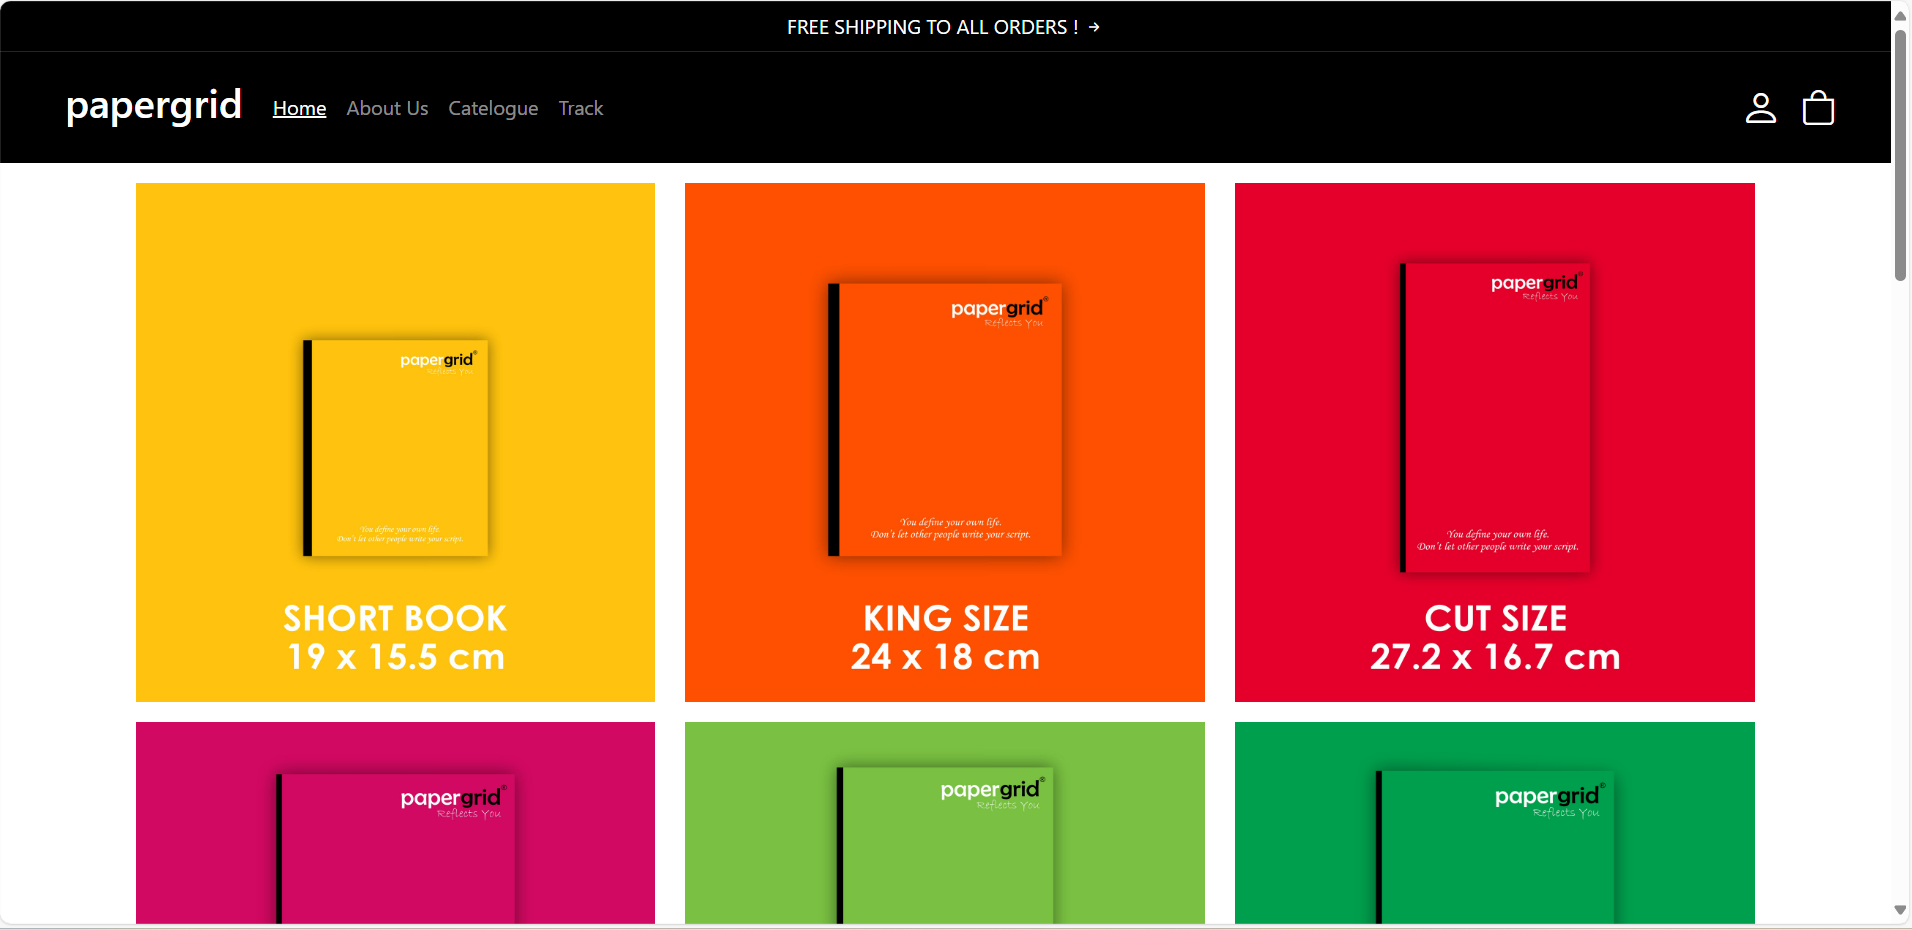 FREE SHIPPING TO ALL ORDERS ! →
papergrid Home About Us Catelogue Track
papergrid®
Reflects You
You define your own life.
Don't let other people write your script.
SHORT BOOK
19 x 15.5 cm
papergrid®
Reflects You
You define your own life.
Don't let other people write your script.
KING SIZE
24 x 18 cm
papergrid®
Reflects You
You define your own life.
Don't let other people write your script.
CUT SIZE
27.2 x 16.7 cm
papergrid®
Reflects You
papergrid®
Reflects You
papergrid®
Reflects You